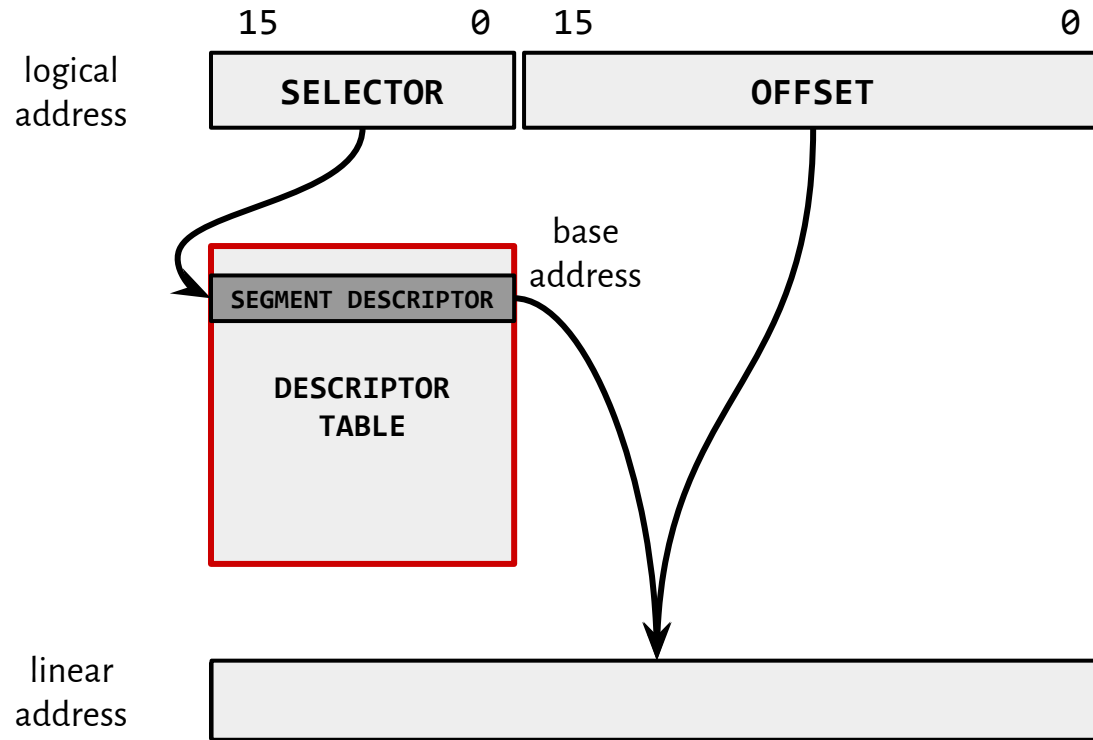 15 0 15 0
logical
address
SELECTOR OFFSET
base
address
SEGMENT DESCRIPTOR
DESCRIPTOR
TABLE
linear
address